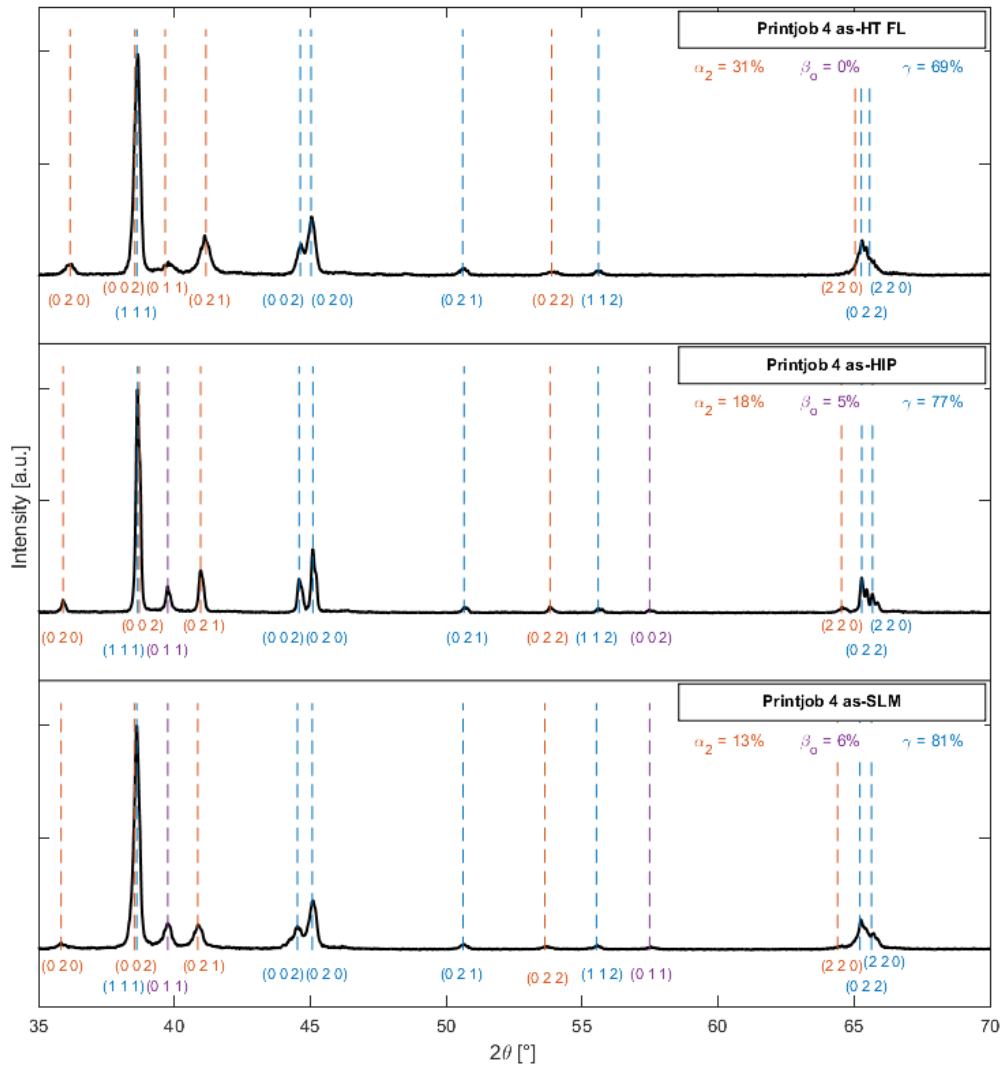 Printjob 4 as-HT FL
α₂ = 31% βₒ = 0% γ = 69%
(0 0 2) (0 1 1) (2 2 0) (2 2 0)
(0 2 0) (0 2 1) (0 0 2) (0 2 0) (0 2 1) (0 2 2) (1 1 2)
(1 1 1) (0 2 2)
Printjob 4 as-HIP
α₂ = 18% βₒ = 5% γ = 77%
(0 0 2) (0 2 1) (2 2 0) (2 2 0)
(0 2 0) (0 0 2) (0 2 0) (0 2 1) (0 2 2) (1 1 2) (0 0 2)
(1 1 1) (0 1 1) (0 2 2)
Printjob 4 as-SLM
α₂ = 13% βₒ = 6% γ = 81%
(2 2 0)
(0 2 0) (0 0 2) (0 2 1) (2 2 0)
(0 0 2) (0 2 0) (0 2 1) (0 2 2) (1 1 2) (0 1 1)
(1 1 1) (0 1 1) (0 2 2)
35 40 45 50 55 60 65 70
2θ [°]
Intensity [a.u.]